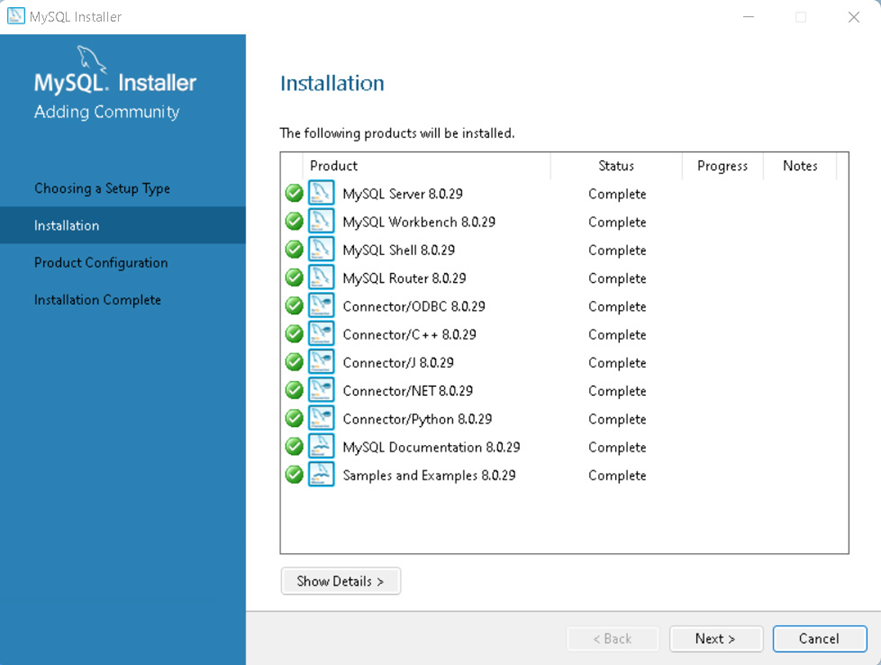 MySQL Installer
MySQL. Installer
Adding Community
Choosing a Setup Type
Installation
Product Configuration
Installation Complete
Installation
The following products will be installed.
Product Status Progress Notes
MySQL Server 8.0.29 Complete
MySQL Workbench 8.0.29 Complete
MySQL Shell 8.0.29 Complete
MySQL Router 8.0.29 Complete
Connector/ODBC 8.0.29 Complete
Connector/C++ 8.0.29 Complete
Connector/J 8.0.29 Complete
Connector/NET 8.0.29 Complete
Connector/Python 8.0.29 Complete
MySQL Documentation 8.0.29 Complete
Samples and Examples 8.0.29 Complete
Show Details >
< Back Next > Cancel